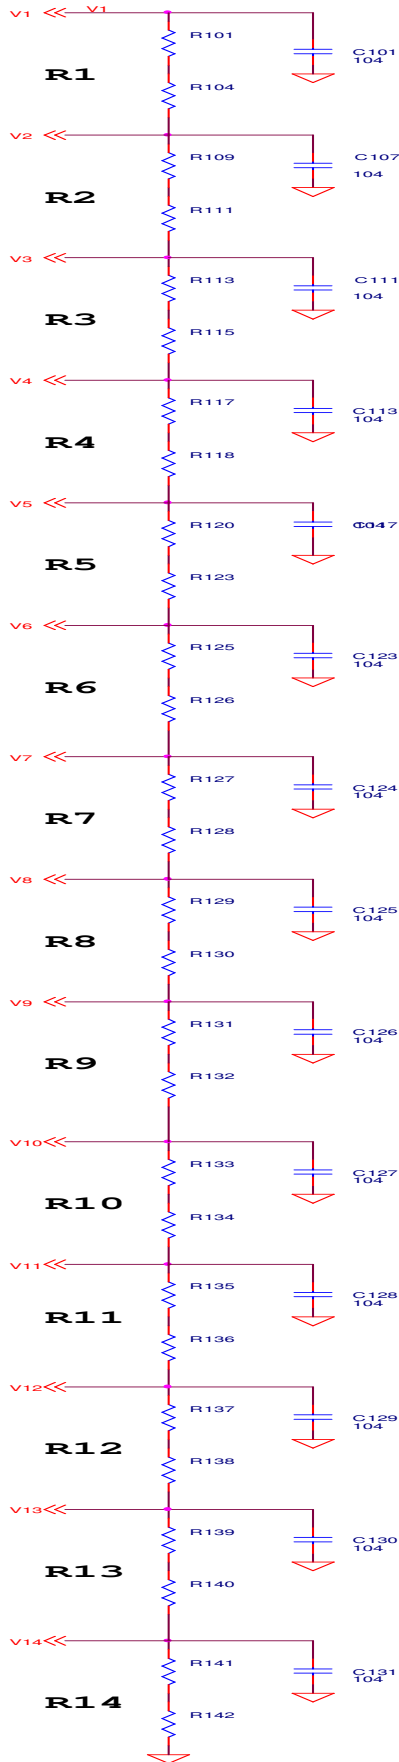 V1 V1
R101
C101
104
R1
R104
V2
R109
C107
104
R2
R111
V3
R113
C111
104
R3
R115
V4
R117
C113
104
R4
R118
V5
R120
R5
R123
V6
R125
C123
104
R6
R126
V7
R127
C124
104
R7
R128
V8
R129
C125
104
R8
R130
V9
R131
C126
104
R9
R132
V10
R133
C127
104
R10
R134
V11
R135
C128
104
R11
R136
V12
R137
C129
104
R12
R138
V13
R139
C130
104
R13
R140
V14
R141
C131
104
R14
R142